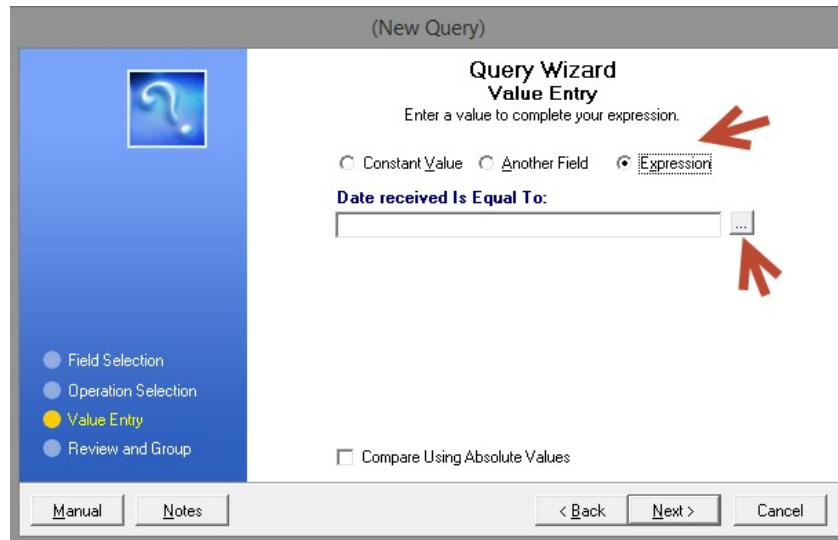 (New Query)
Query Wizard
Value Entry
Enter a value to complete your expression.
Constant Value Another Field Expression
Date received Is Equal To:
...
Field Selection
Operation Selection
Value Entry
Review and Group
Compare Using Absolute Values
Manual Notes < Back Next > Cancel